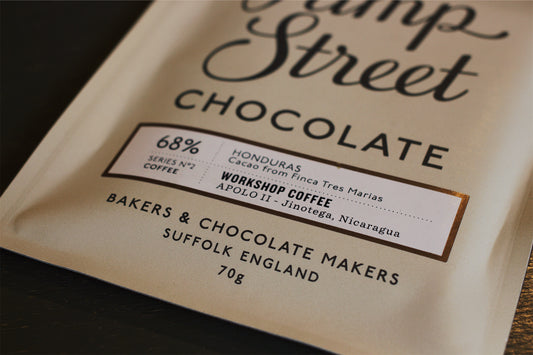 Street
CHOCOLATE
68%
SERIES Nº2
COFFEE
HONDURAS
Cacao from Finca Tres Marias
WORKSHOP COFFEE
APOLO II - Jinotega, Nicaragua
BAKERS & CHOCOLATE MAKERS
SUFFOLK ENGLAND
70g